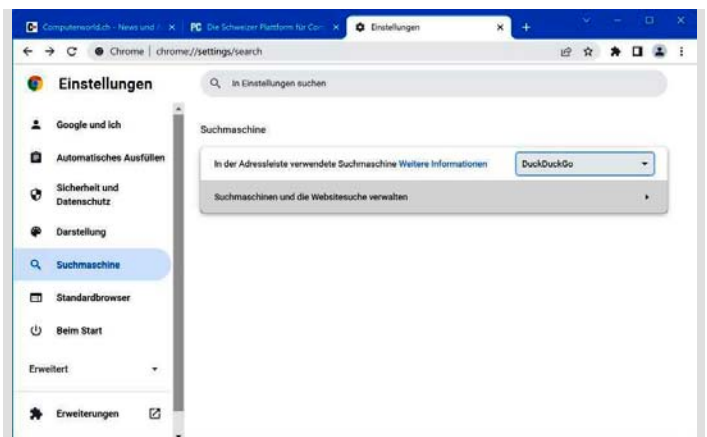 Computerworld.ch - News und
PC Die Schweizer Plattform für Com
Einstellungen
Chrome | chrome://settings/search
Einstellungen
In Einstellungen suchen
Google und ich
Automatisches Ausfüllen
Sicherheit und
Datenschutz
Darstellung
Suchmaschine
Standardbrowser
Beim Start
Erweitert
Erweiterungen
Suchmaschine
In der Adressleiste verwendete Suchmaschine Weitere Informationen
DuckDuckGo
Suchmaschinen und die Websitesuche verwalten